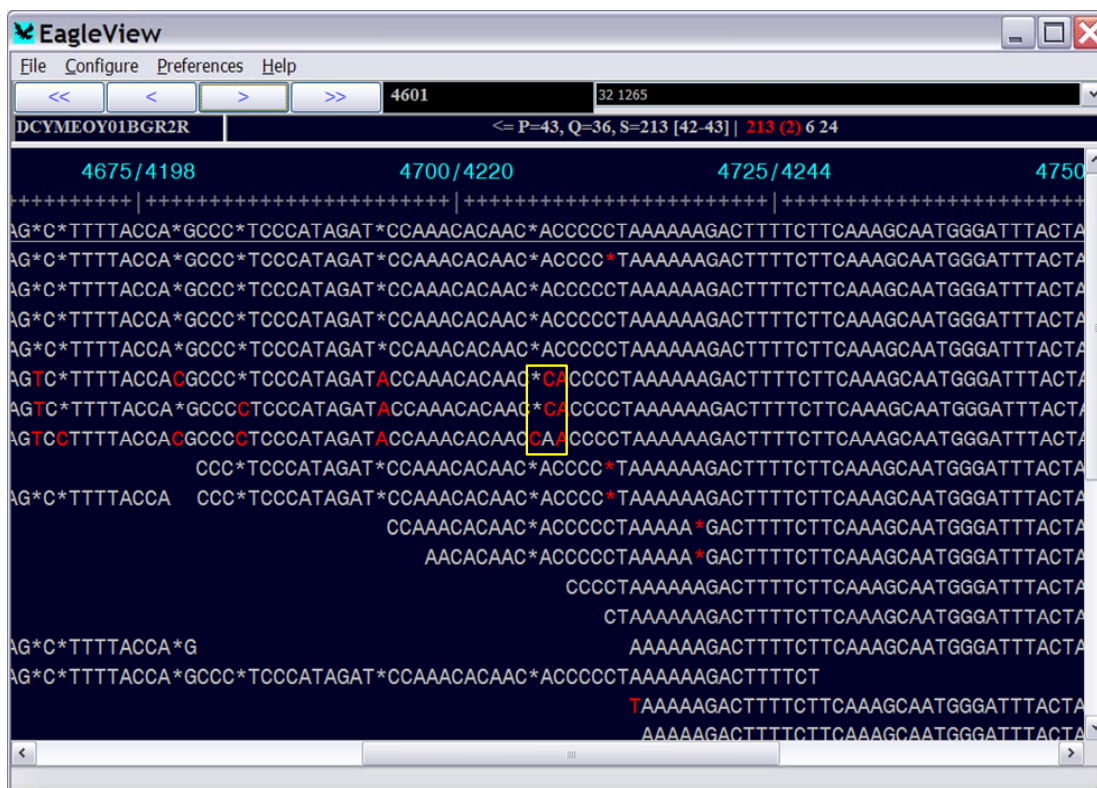 EagleView
File Configure Preferences Help
<< < > >> 4601 32 1265
DCYMEOY01BGR2R <= P=43, Q=36, S=213 [42-43] | 213 (2) 6 24
4675/4198 4700/4220 4725/4244 4750
++++++++++|++++++++++++++++++++++++|++++++++++++++++++++++++|++++++++++++++++++++++++
AG*C*TTTTACCA*GCCC*TCCCATAGAT*CCAAACACAAC*ACCCCCTAAAAAAGACTTTTCTTCAAAGCAATGGGATTTACTA
AG*C*TTTTACCA*GCCC*TCCCATAGAT*CCAAACACAAC*ACCCC*TAAAAAAGACTTTTCTTCAAAGCAATGGGATTTACTA
AG*C*TTTTACCA*GCCC*TCCCATAGAT*CCAAACACAAC*ACCCCCTAAAAAAGACTTTTCTTCAAAGCAATGGGATTTACTA
AG*C*TTTTACCA*GCCC*TCCCATAGAT*CCAAACACAAC*ACCCCCTAAAAAAGACTTTTCTTCAAAGCAATGGGATTTACTA
AG*C*TTTTACCA*GCCC*TCCCATAGAT*CCAAACACAAC*ACCCCCTAAAAAAGACTTTTCTTCAAAGCAATGGGATTTACTA
AGTC*TTTTACCACGCCC*TCCCATAGATACCAAACACAAC*CACCCCTAAAAAAGACTTTTCTTCAAAGCAATGGGATTTACTA
AGTC*TTTTACCA*GCCCCTCCCATAGATACCAAACACAAC*CACCCCTAAAAAAGACTTTTCTTCAAAGCAATGGGATTTACTA
AGTCCTTTTACCACGCCCCTCCCATAGATACCAAACACAACCAACCCCTAAAAAAGACTTTTCTTCAAAGCAATGGGATTTACTA
CCC*TCCCATAGAT*CCAAACACAAC*ACCCC*TAAAAAAGACTTTTCTTCAAAGCAATGGGATTTACTA
AG*C*TTTTACCA CCC*TCCCATAGAT*CCAAACACAAC*ACCCC*TAAAAAAGACTTTTCTTCAAAGCAATGGGATTTACTA
CCAAACACAAC*ACCCCCTAAAAA*GACTTTTCTTCAAAGCAATGGGATTTACTA
AACACAAC*ACCCCCTAAAAA*GACTTTTCTTCAAAGCAATGGGATTTACTA
CCCCTAAAAAAGACTTTTCTTCAAAGCAATGGGATTTACTA
CTAAAAAAGACTTTTCTTCAAAGCAATGGGATTTACTA
AG*C*TTTTACCA*G AAAAAAGACTTTTCTTCAAAGCAATGGGATTTACTA
AG*C*TTTTACCA*GCCC*TCCCATAGAT*CCAAACACAAC*ACCCCCTAAAAAAGACTTTTCT
TAAAAAGACTTTTCTTCAAAGCAATGGGATTTACTA
AAAAAGACTTTTCTTCAAAGCAATGGGATTTACTA